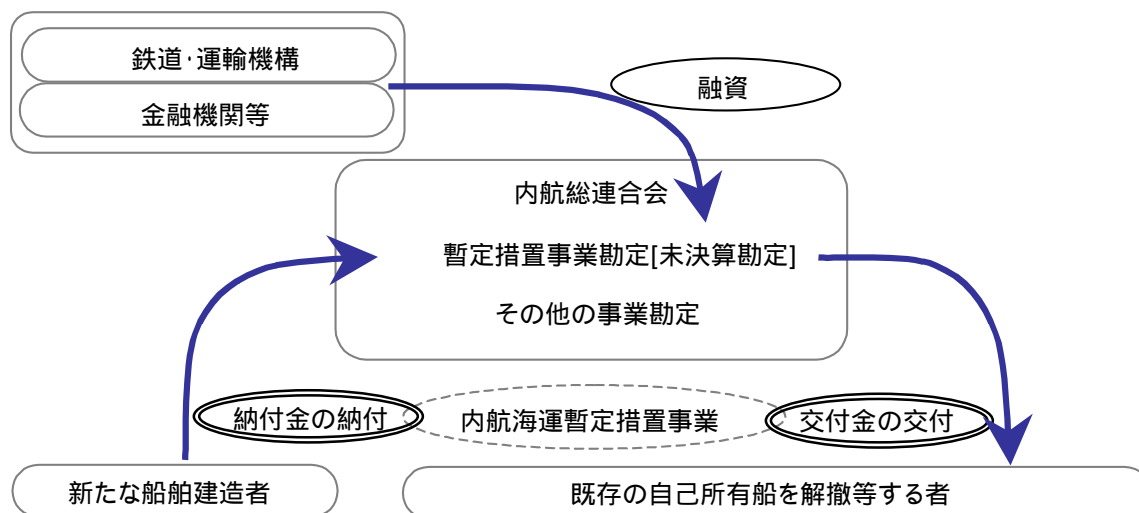 鉄道・運輸機構
融資
金融機関等
内航総連合会
暫定措置事業勘定[未決算勘定]
その他の事業勘定
納付金の納付
内航海運暫定措置事業
交付金の交付
新たな船舶建造者
既存の自己所有船を解撤等する者